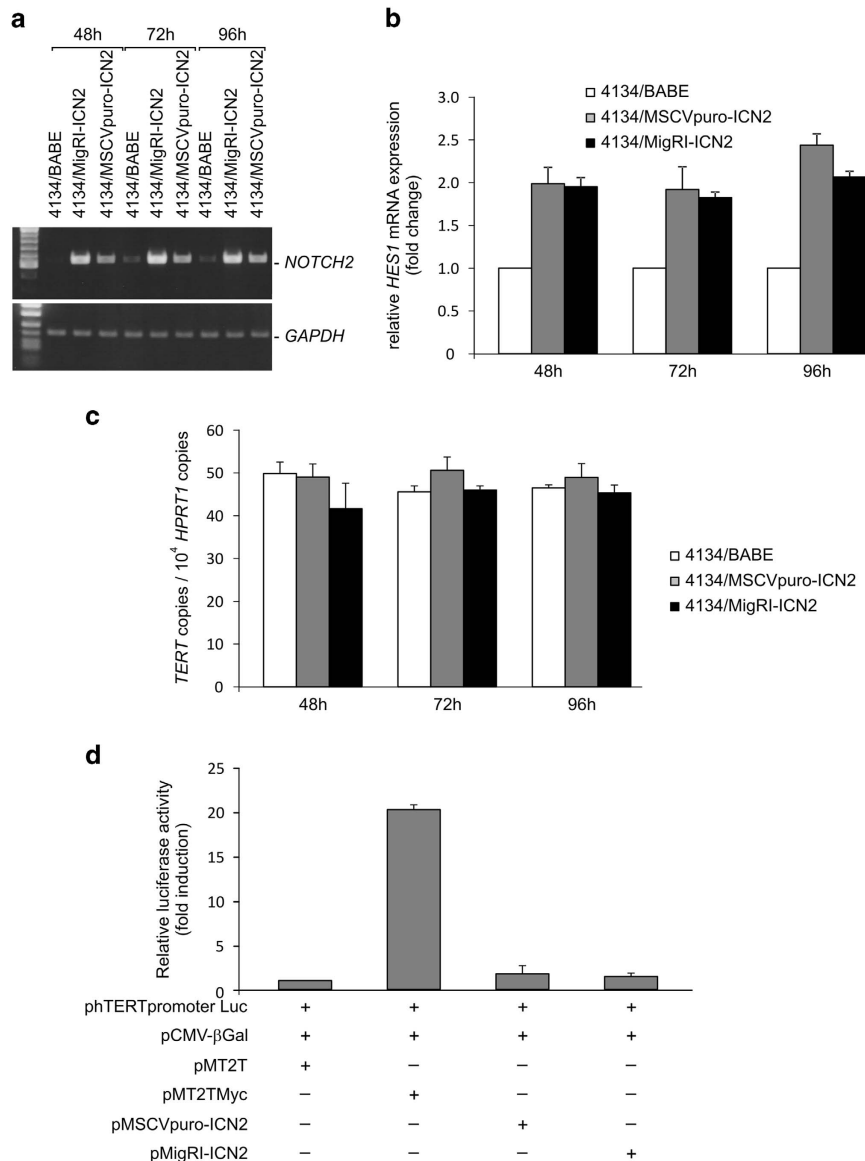 a
48h 72h 96h
4134/BABE
4134/MigRI-ICN2
4134/MSCVpuro-ICN2
4134/BABE
4134/MigRI-ICN2
4134/MSCVpuro-ICN2
4134/BABE
4134/MigRI-ICN2
4134/MSCVpuro-ICN2
- NOTCH2
- GAPDH
b
relative HES1 mRNA expression
(fold change)
3.0
2.5
2.0
1.5
1.0
0.5
0
4134/BABE
4134/MSCVpuro-ICN2
4134/MigRI-ICN2
48h 72h 96h
c
TERT copies / 10⁴ HPRT1 copies
60
50
40
30
20
10
0
48h 72h 96h
4134/BABE
4134/MSCVpuro-ICN2
4134/MigRI-ICN2
d
Relative luciferase activity
(fold induction)
25
20
15
10
5
0
phTERTpromoter Luc + + + +
pCMV-βGal + + + +
pMT2T + − − −
pMT2TMyc − + − −
pMSCVpuro-ICN2 − − + −
pMigRI-ICN2 − − − +